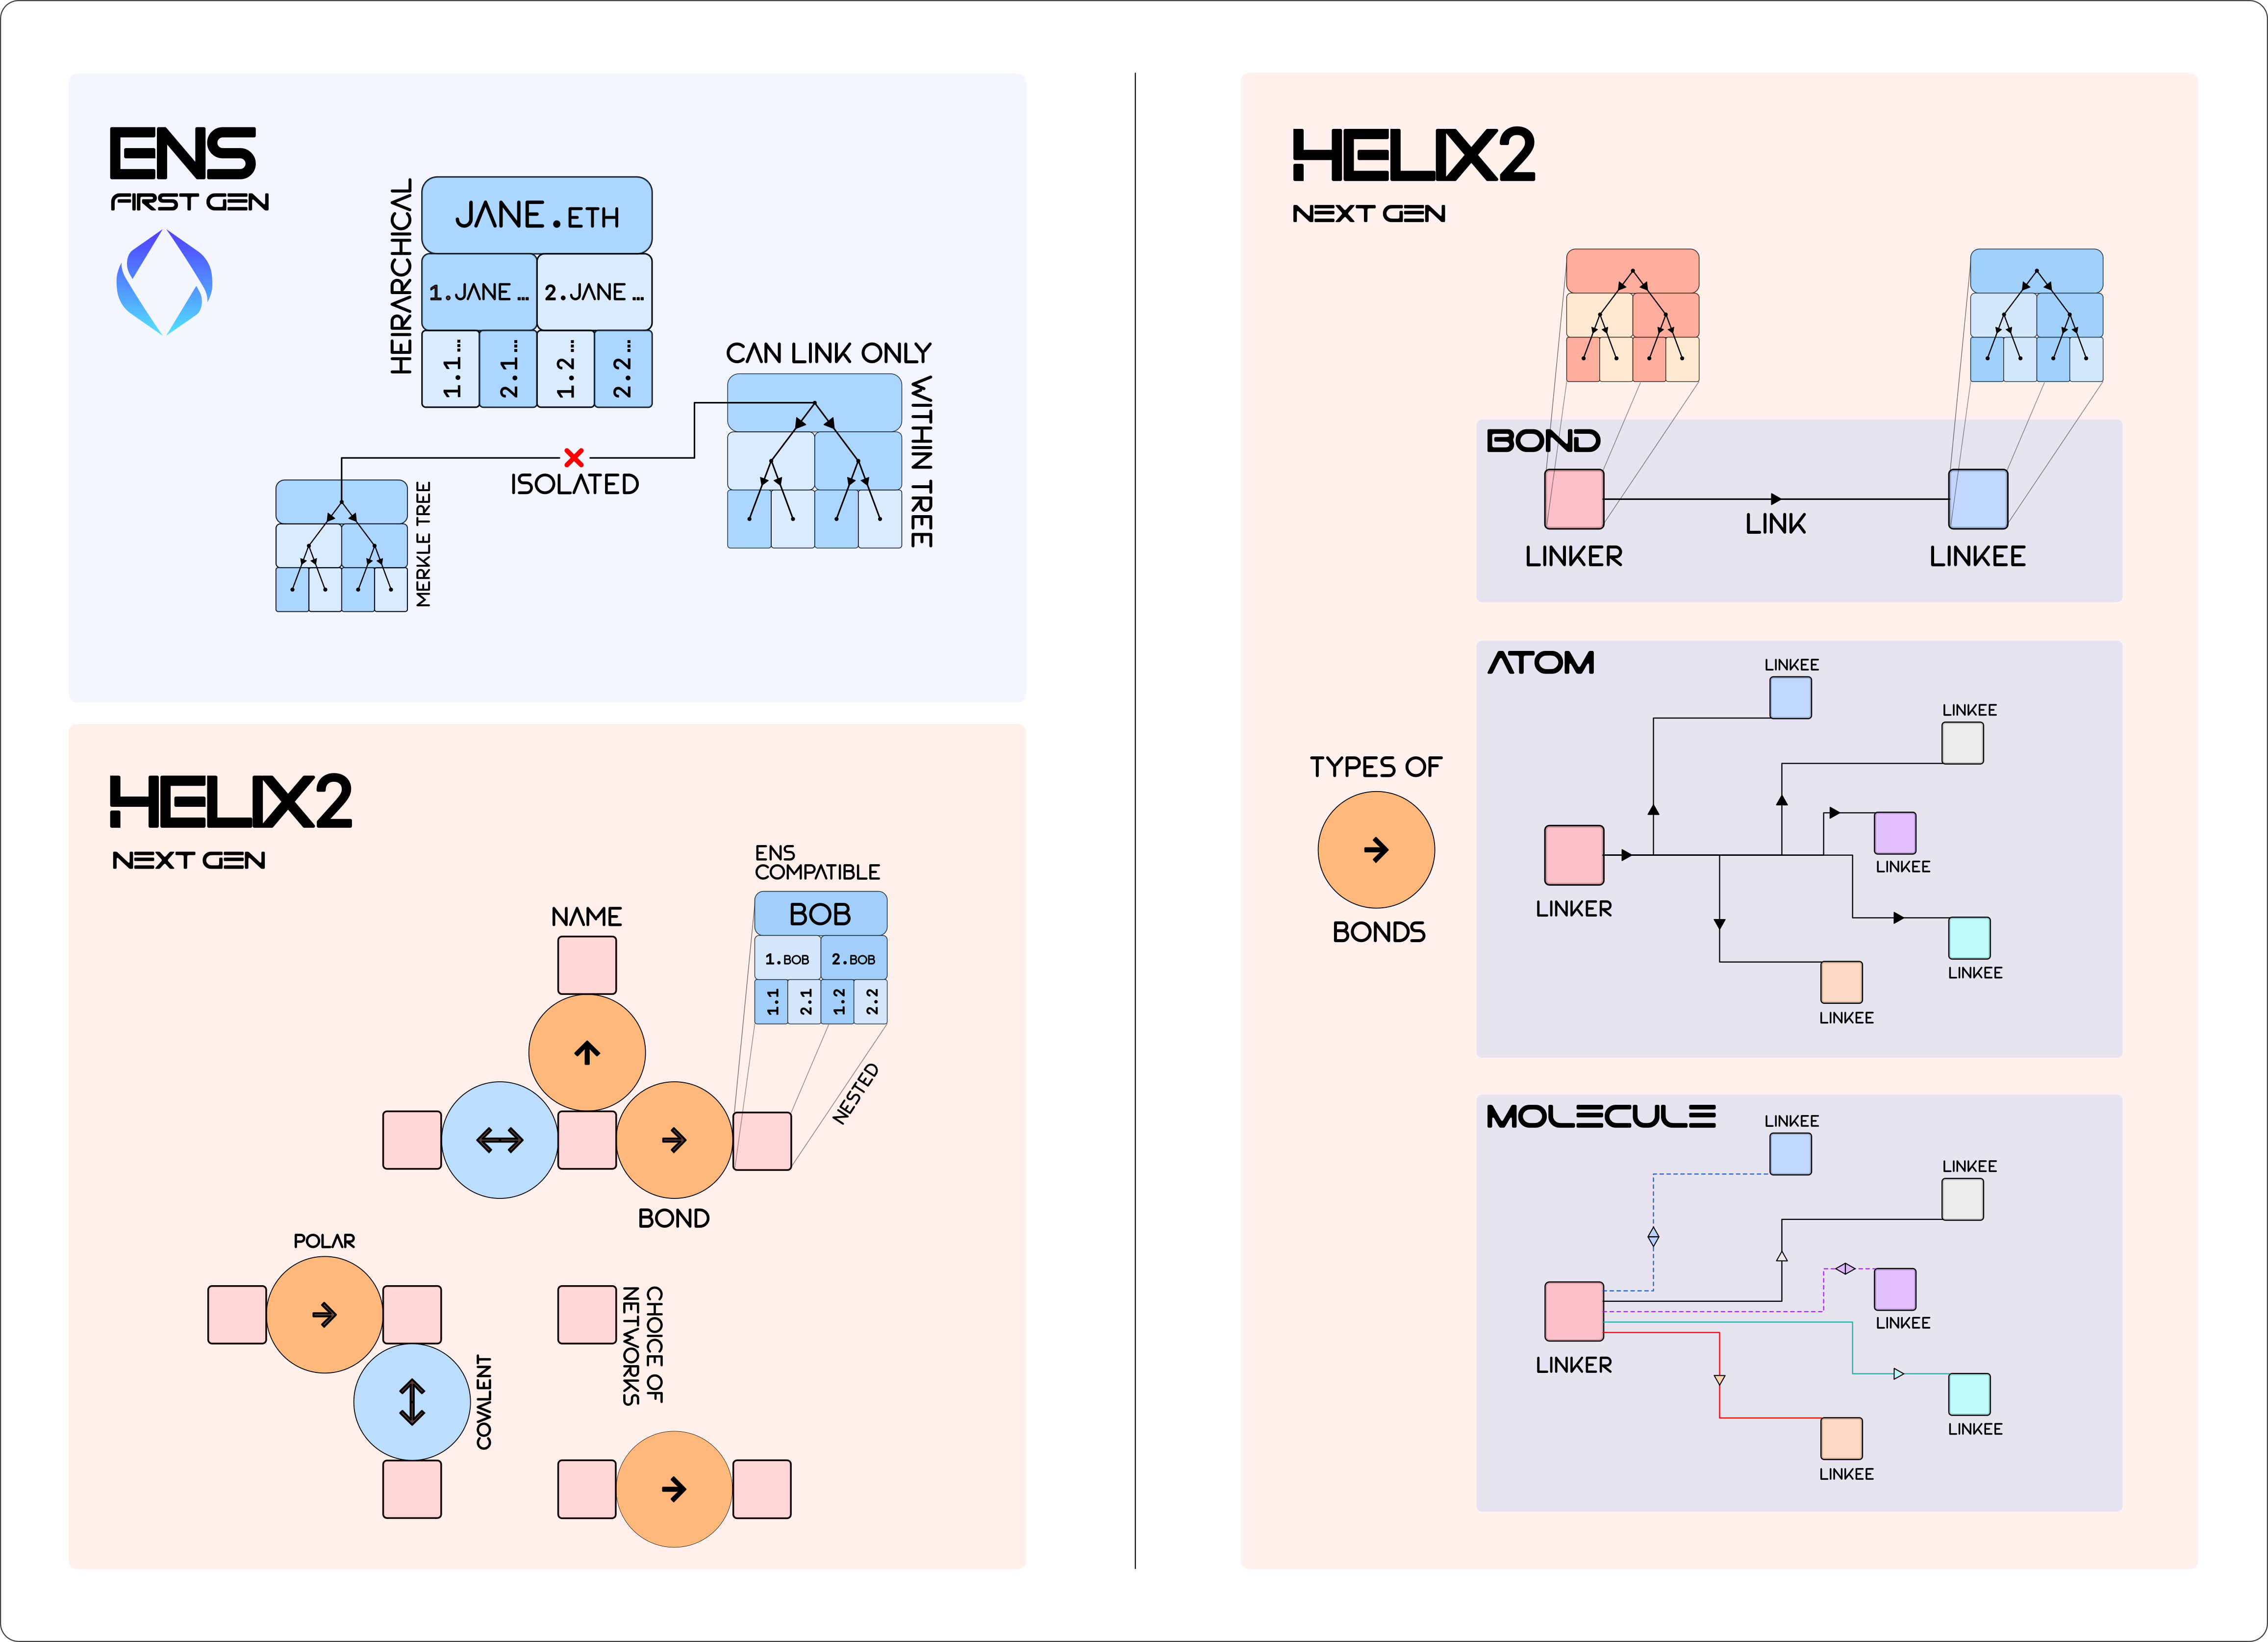 ENS
FIRST GEN
HEIRARCHICAL
JANE.ETH
1.JANE...
2.JANE...
1.1...
2.1...
1.2...
2.2...
CAN LINK ONLY
WITHIN TREE
ISOLATED
MERKLE TREE
HELIX2
NEXT GEN
NAME
ENS
COMPATIBLE
BOB
1.BOB
2.BOB
1.1
2.1
1.2
2.2
NESTED
BOND
POLAR
COVALENT
CHOICE OF
NETWORKS
HELIX2
NEXT GEN
BOND
LINKER
LINK
LINKEE
TYPES OF
BONDS
ATOM
LINKEE
LINKEE
LINKEE
LINKER
LINKEE
LINKEE
MOLECULE
LINKEE
LINKEE
LINKEE
LINKER
LINKEE
LINKEE